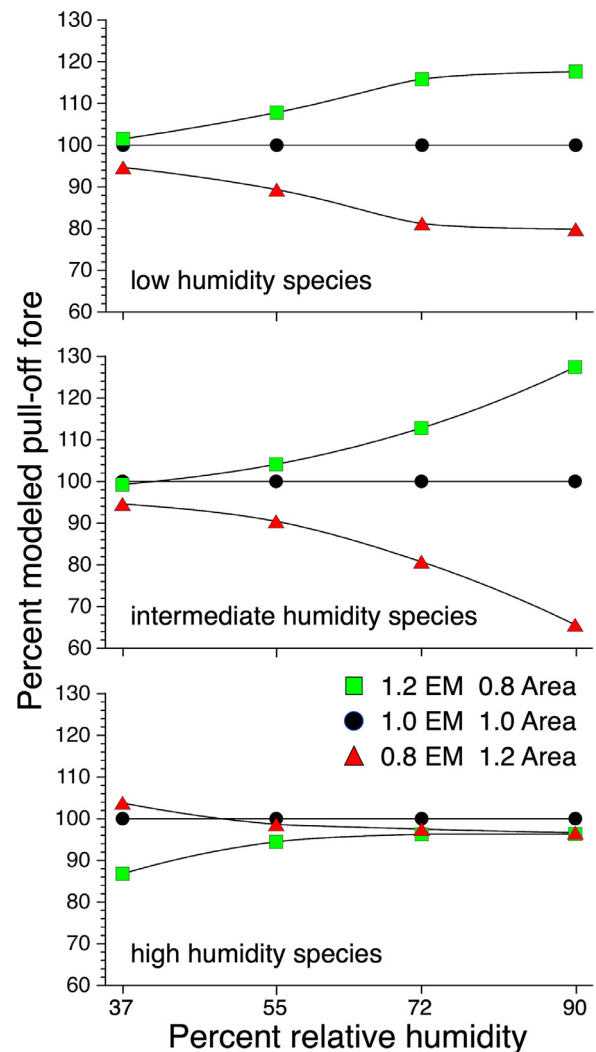 Percent modeled pull-off fore
130
120
110
100
90
80
70
60
low humidity species
130
120
110
100
90
80
70
60
intermediate humidity species
1.2 EM 0.8 Area
1.0 EM 1.0 Area
0.8 EM 1.2 Area
130
120
110
100
90
80
70
60
high humidity species
37 55 72 90
Percent relative humidity